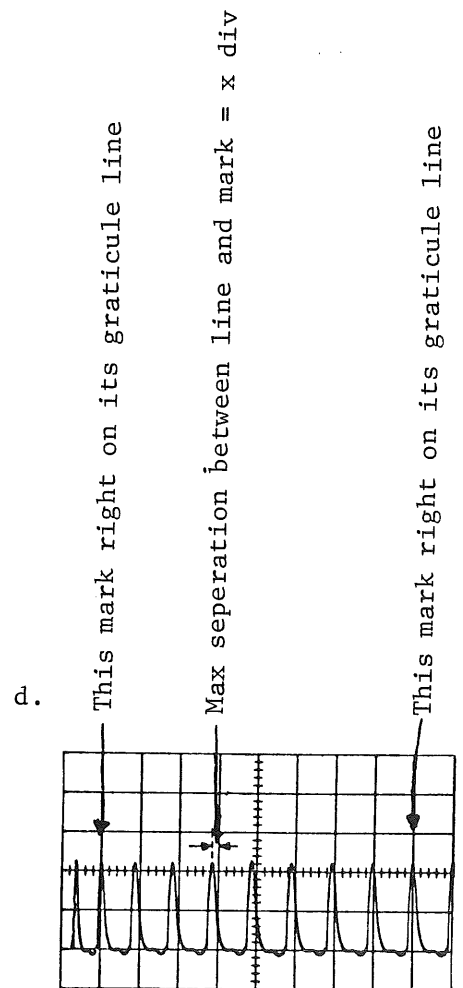 d.
This mark right on its graticule line
Max seperation between line and mark = x div
This mark right on its graticule line